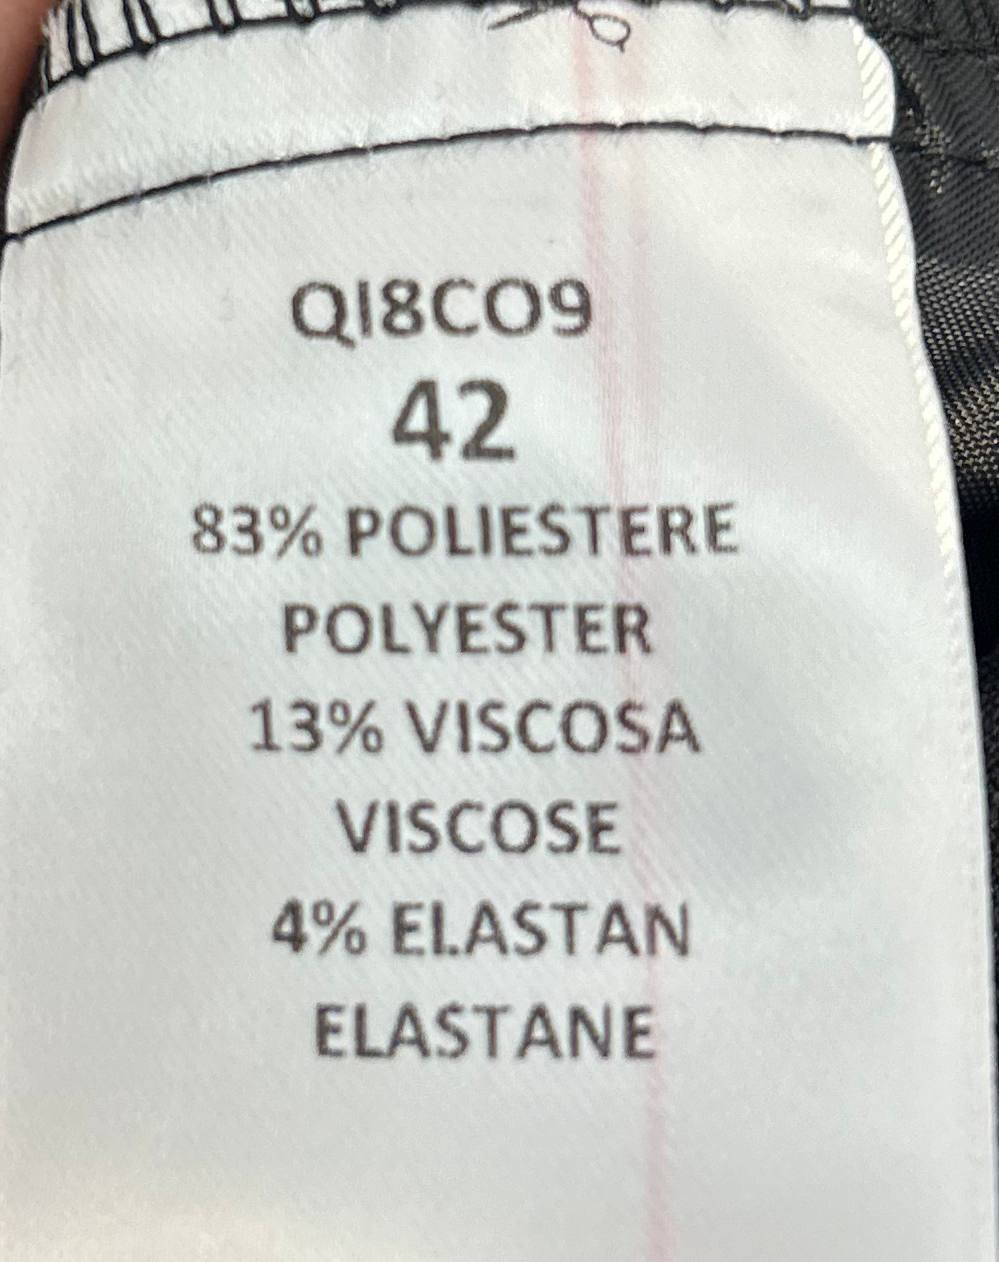 QI8CO9
42
83% POLIESTERE
POLYESTER
13% VISCOSA
VISCOSE
4% ELASTAN
ELASTANE